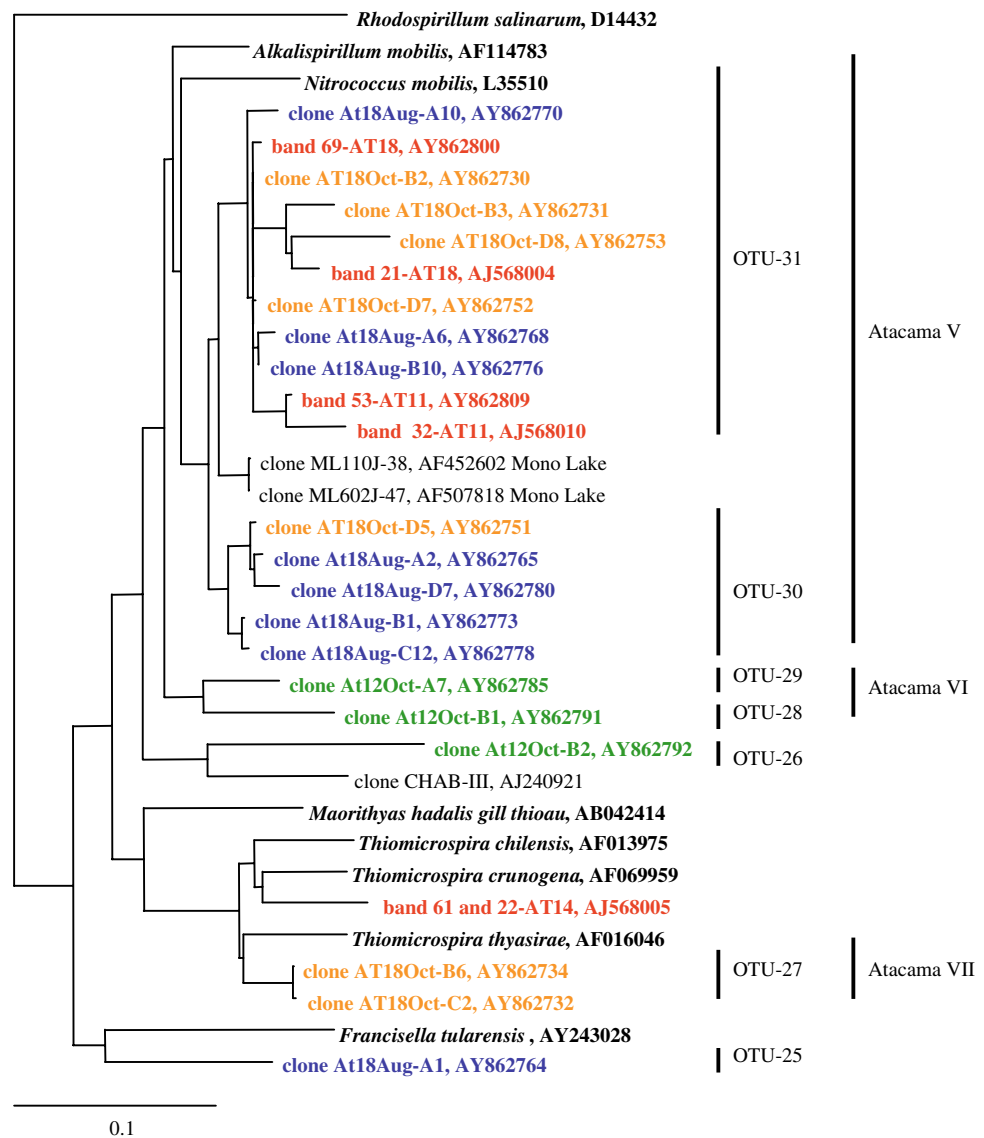 Rhodospirillum salinarum, D14432
Alkalispirillum mobilis, AF114783
Nitrococcus mobilis, L35510
clone At18Aug-A10, AY862770
band 69-AT18, AY862800
clone AT18Oct-B2, AY862730
clone AT18Oct-B3, AY862731
clone AT18Oct-D8, AY862753
OTU-31
band 21-AT18, AJ568004
clone AT18Oct-D7, AY862752
clone At18Aug-A6, AY862768
Atacama V
clone At18Aug-B10, AY862776
band 53-AT11, AY862809
band 32-AT11, AJ568010
clone ML110J-38, AF452602 Mono Lake
clone ML602J-47, AF507818 Mono Lake
clone AT18Oct-D5, AY862751
clone At18Aug-A2, AY862765
clone At18Aug-D7, AY862780
OTU-30
clone At18Aug-B1, AY862773
clone At18Aug-C12, AY862778
clone At12Oct-A7, AY862785
OTU-29
Atacama VI
clone At12Oct-B1, AY862791
OTU-28
clone At12Oct-B2, AY862792
OTU-26
clone CHAB-III, AJ240921
Maorithyas hadalis gill thioau, AB042414
Thiomicrospira chilensis, AF013975
Thiomicrospira crunogena, AF069959
band 61 and 22-AT14, AJ568005
Thiomicrospira thyasirae, AF016046
clone AT18Oct-B6, AY862734
OTU-27
Atacama VII
clone AT18Oct-C2, AY862732
Francisella tularensis , AY243028
OTU-25
clone At18Aug-A1, AY862764
0.1